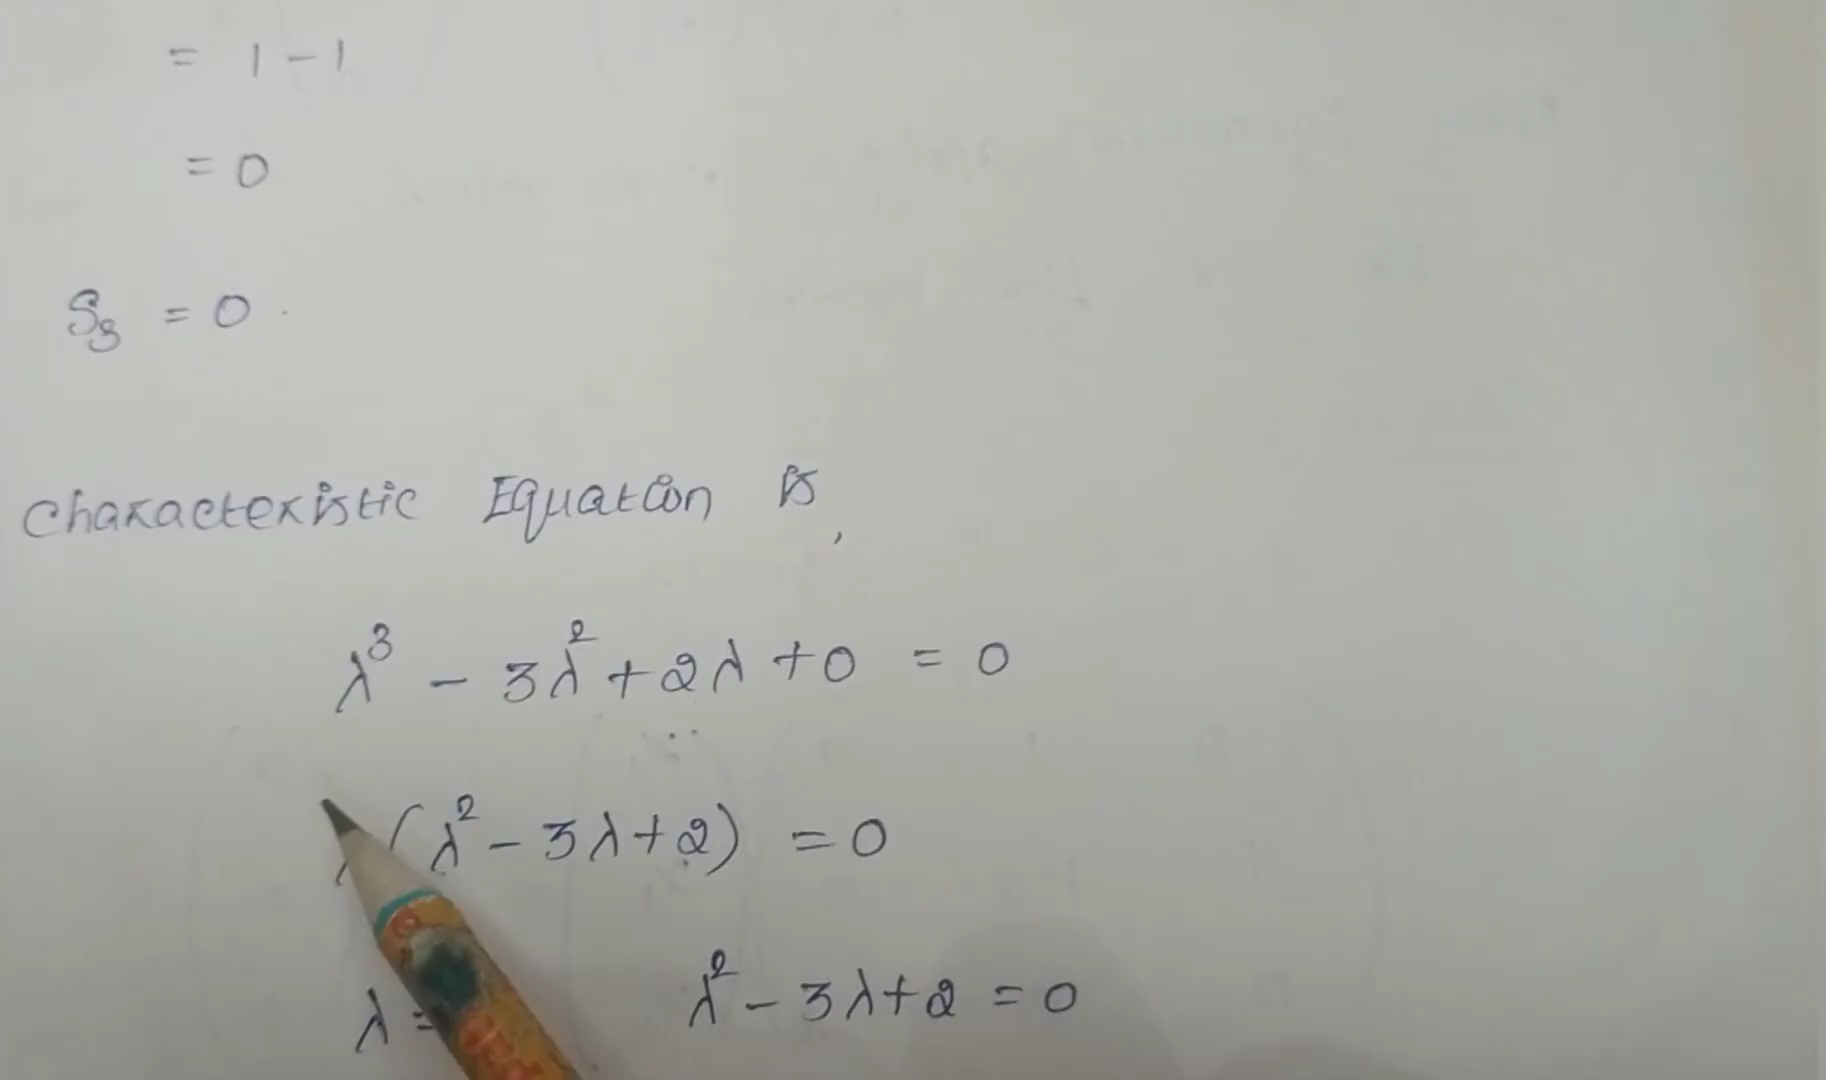 = 1 - 1
= 0
S₃ = 0.
Characteristic Equation is,
λ³ - 3λ² + 2λ + 0 = 0
(λ² - 3λ + 2) = 0
λ = λ² - 3λ + 2 = 0